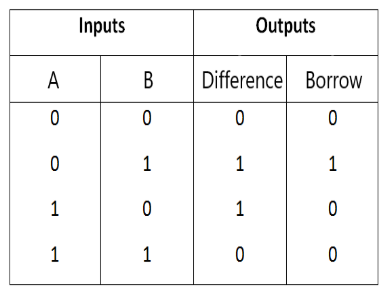 Inputs Outputs
A B Difference Borrow
0 0 0 0
0 1 1 1
1 0 1 0
1 1 0 0